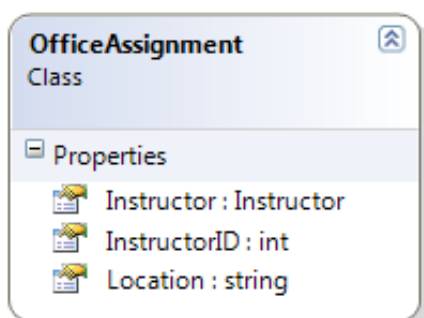 OfficeAssignment
Class
Properties
Instructor : Instructor
InstructorID : int
Location : string